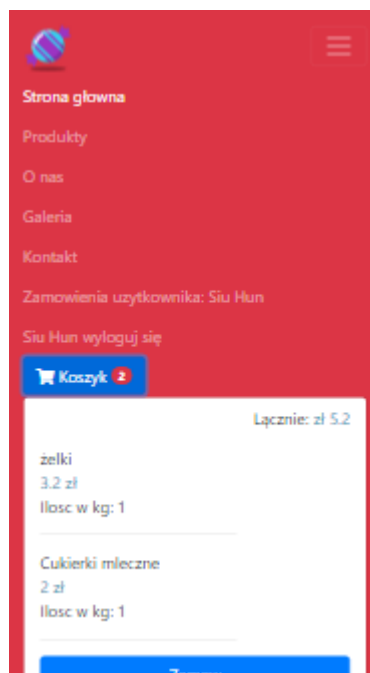 Strona głowna
Produkty
O nas
Galeria
Kontakt
Zamowienia uzytkownika: Siu Hun
Siu Hun wyloguj się
Koszyk 2
Łącznie: zł 5.2
żelki
3.2 zł
Ilosc w kg: 1
Cukierki mleczne
2 zł
Ilosc w kg: 1